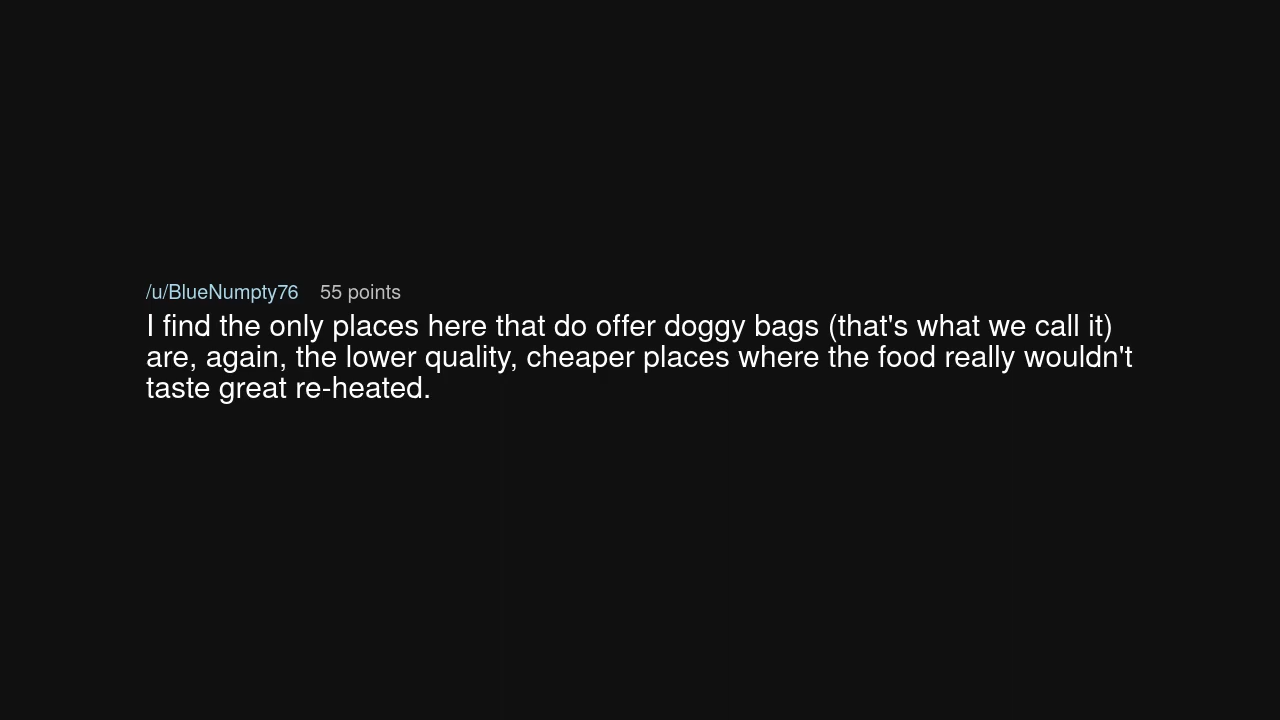 /u/BlueNumpty76 55 points
I find the only places here that do offer doggy bags (that's what we call it)
are, again, the lower quality, cheaper places where the food really wouldn't
taste great re-heated.